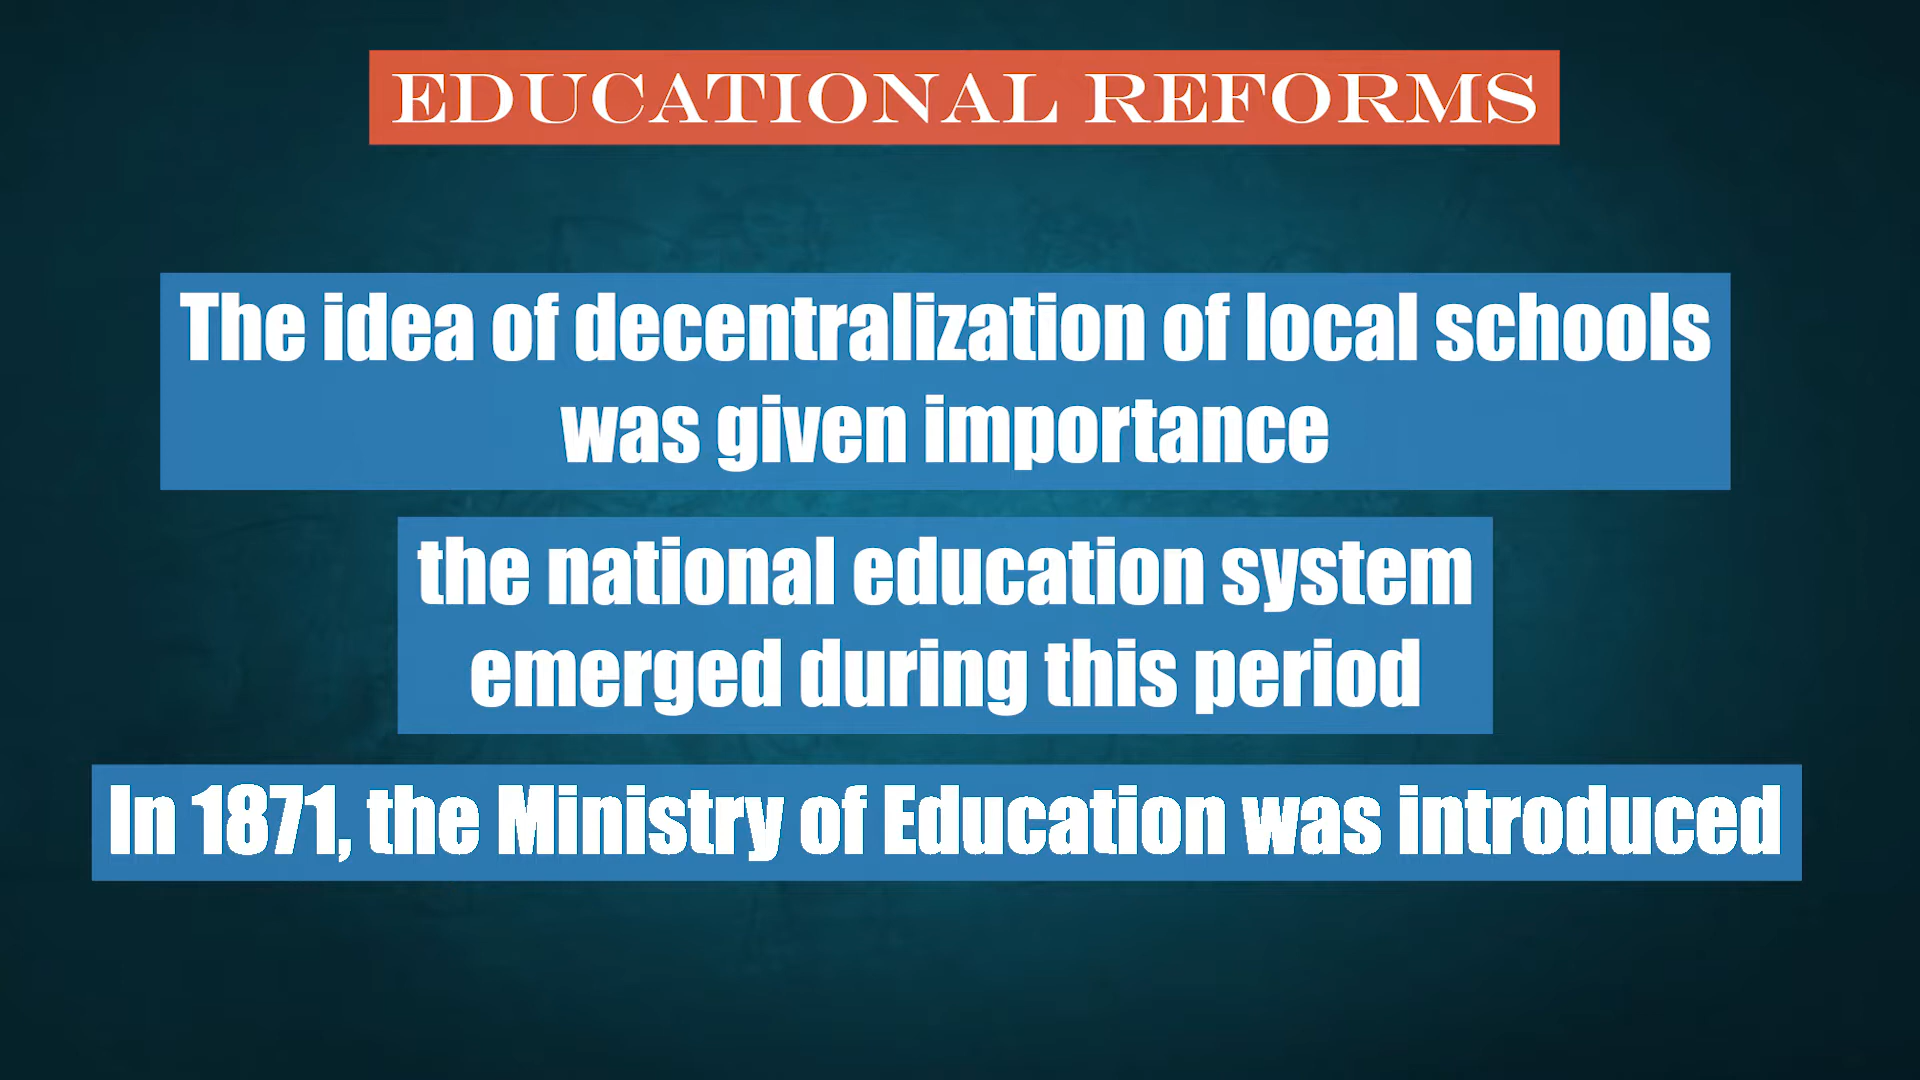 EDUCATIONAL REFORMS
The idea of decentralization of local schools
was given importance
the national education system
emerged during this period
In 1871, the Ministry of Education was introduced